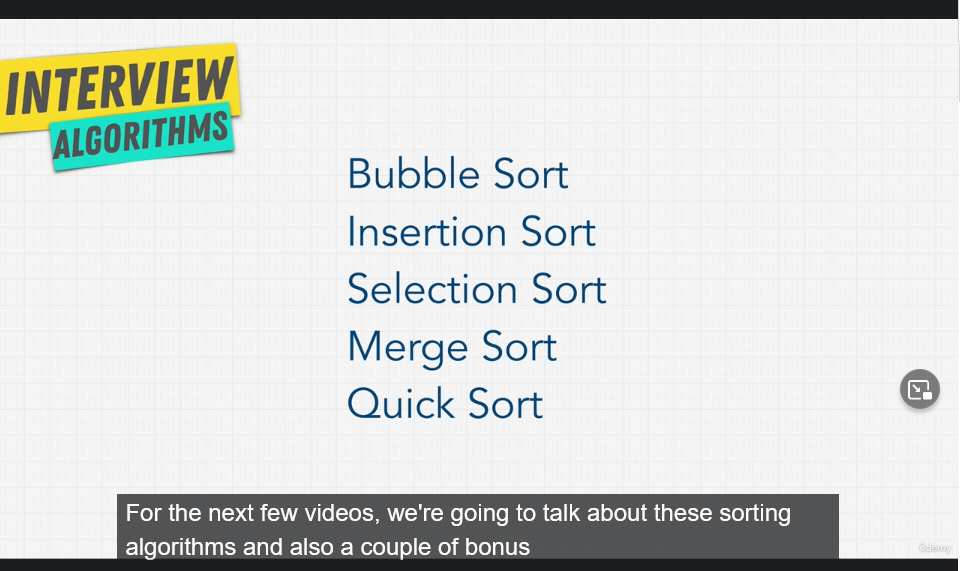 INTERVIEW
ALGORITHMS
Bubble Sort
Insertion Sort
Selection Sort
Merge Sort
Quick Sort
For the next few videos, we're going to talk about these sorting
algorithms and also a couple of bonus
ûdemy